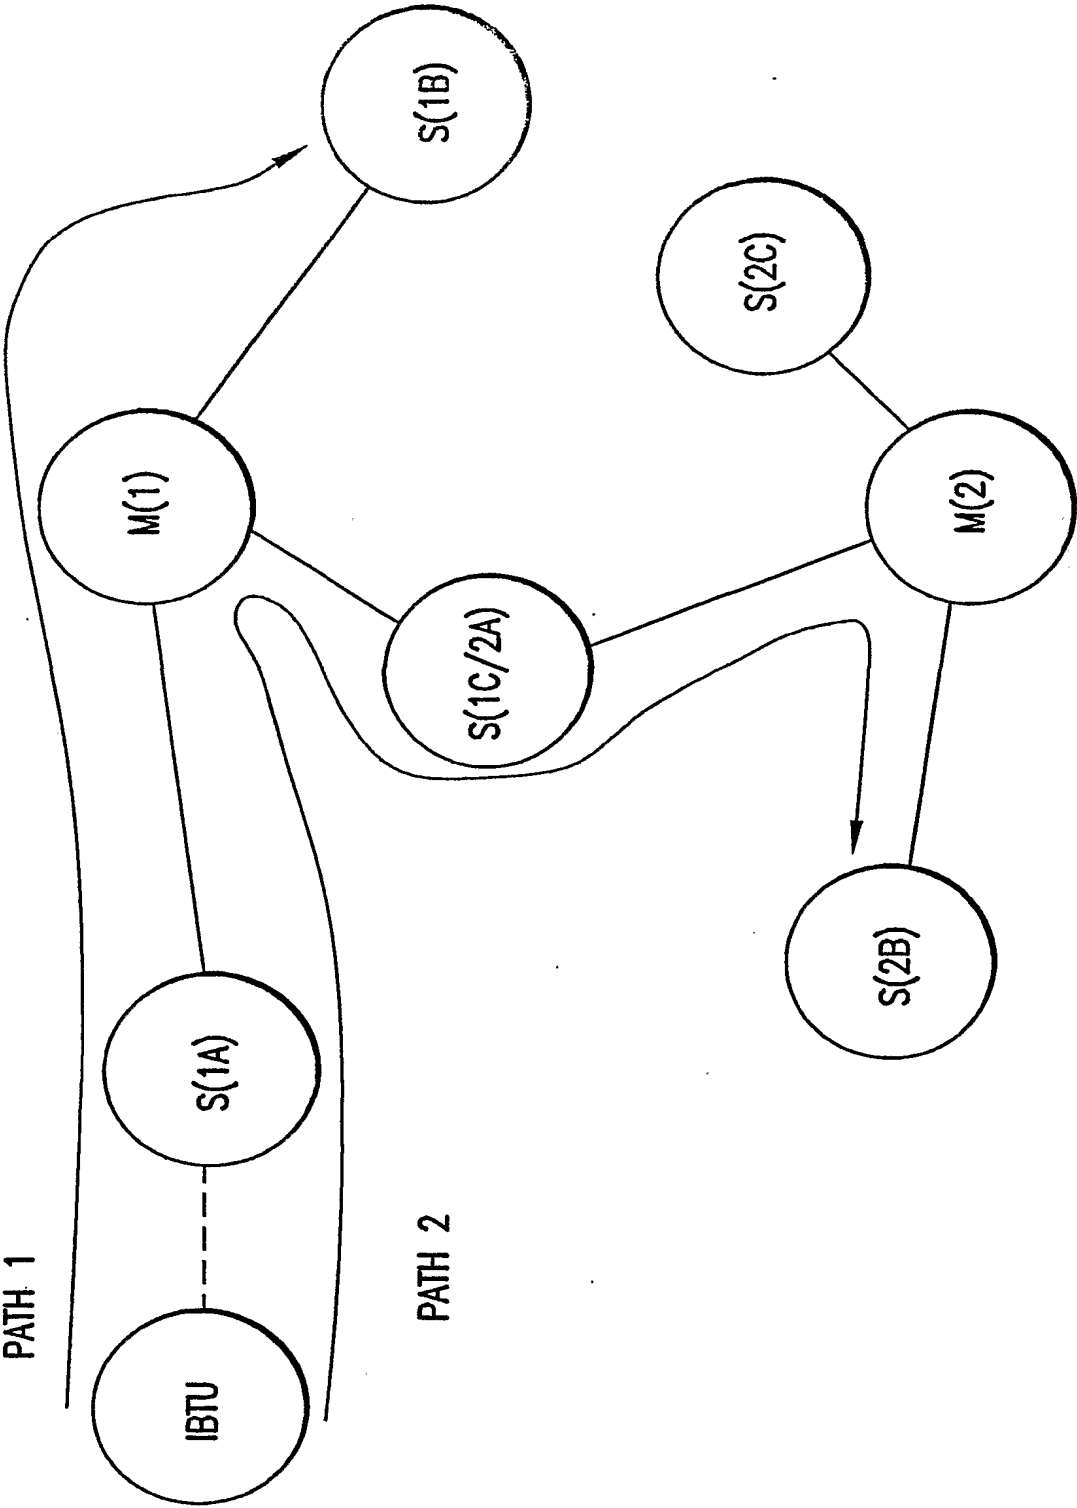 PATH 1
IBTU
S(1A)
M(1)
S(1B)
PATH 2
S(1C/2A)
S(2C)
S(2B)
M(2)